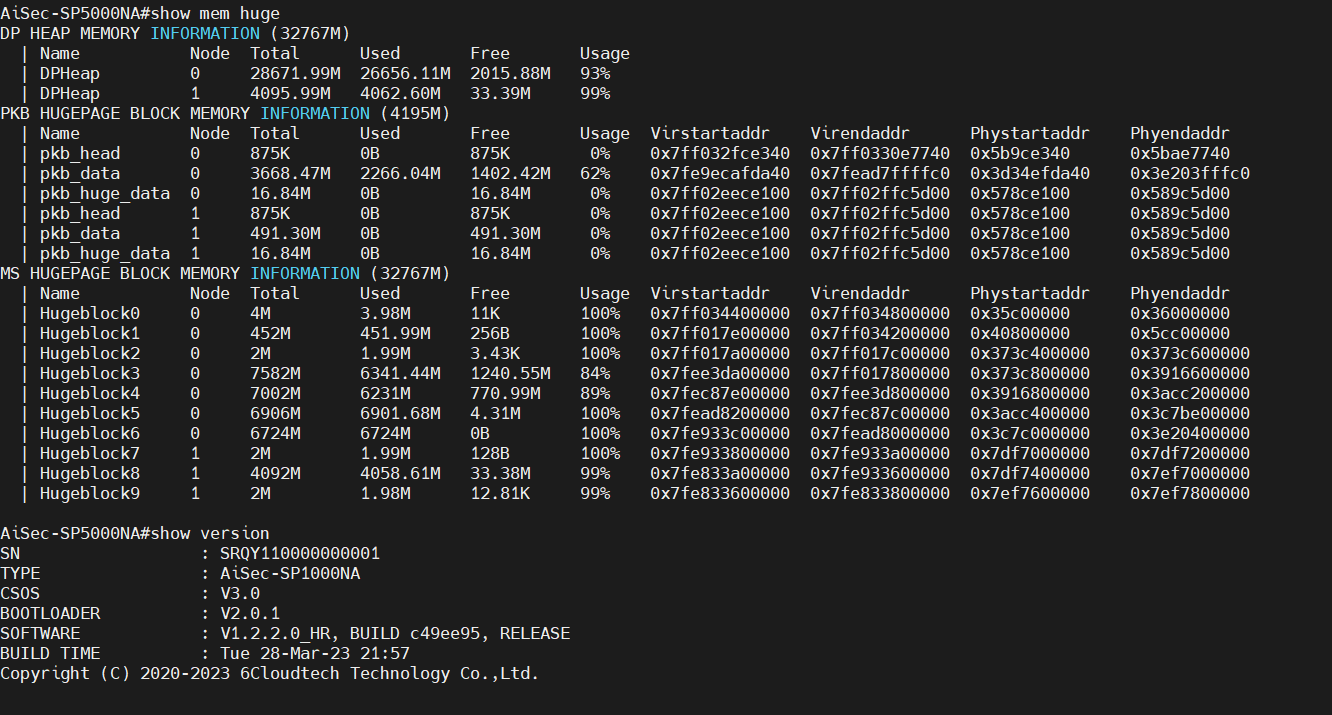 AiSec-SP5000NA#show mem huge
DP HEAP MEMORY INFORMATION (32767M)
  | Name           Node  Total      Used       Free       Usage
  | DPHeap         0     28671.99M  26656.11M  2015.88M   93%
  | DPHeap         1     4095.99M   4062.60M   33.39M     99%
PKB HUGEPAGE BLOCK MEMORY INFORMATION (4195M)
  | Name           Node  Total      Used       Free       Usage  Virstartaddr    Virendaddr      Phystartaddr    Phyendaddr
  | pkb_head       0     875K       0B         875K        0%    0x7ff032fce340  0x7ff0330e7740  0x5b9ce340      0x5bae7740
  | pkb_data       0     3668.47M   2266.04M   1402.42M   62%    0x7fe9ecafda40  0x7fead7ffffc0  0x3d34efda40    0x3e203fffc0
  | pkb_huge_data  0     16.84M     0B         16.84M      0%    0x7ff02eece100  0x7ff02ffc5d00  0x578ce100      0x589c5d00
  | pkb_head       1     875K       0B         875K        0%    0x7ff02eece100  0x7ff02ffc5d00  0x578ce100      0x589c5d00
  | pkb_data       1     491.30M    0B         491.30M     0%    0x7ff02eece100  0x7ff02ffc5d00  0x578ce100      0x589c5d00
  | pkb_huge_data  1     16.84M     0B         16.84M      0%    0x7ff02eece100  0x7ff02ffc5d00  0x578ce100      0x589c5d00
MS HUGEPAGE BLOCK MEMORY INFORMATION (32767M)
  | Name           Node  Total      Used       Free       Usage  Virstartaddr    Virendaddr      Phystartaddr    Phyendaddr
  | Hugeblock0     0     4M         3.98M      11K        100%   0x7ff034400000  0x7ff034800000  0x35c00000      0x36000000
  | Hugeblock1     0     452M       451.99M    256B       100%   0x7ff017e00000  0x7ff034200000  0x40800000      0x5cc00000
  | Hugeblock2     0     2M         1.99M      3.43K      100%   0x7ff017a00000  0x7ff017c00000  0x373c400000    0x373c600000
  | Hugeblock3     0     7582M      6341.44M   1240.55M   84%    0x7fee3da00000  0x7ff017800000  0x373c800000    0x3916600000
  | Hugeblock4     0     7002M      6231M      770.99M    89%    0x7fec87e00000  0x7fee3d800000  0x3916800000    0x3acc200000
  | Hugeblock5     0     6906M      6901.68M   4.31M      100%   0x7fead8200000  0x7fec87c00000  0x3acc400000    0x3c7be00000
  | Hugeblock6     0     6724M      6724M      0B         100%   0x7fe933c00000  0x7fead8000000  0x3c7c000000    0x3e20400000
  | Hugeblock7     1     2M         1.99M      128B       100%   0x7fe933800000  0x7fe933a00000  0x7df7000000    0x7df7200000
  | Hugeblock8     1     4092M      4058.61M   33.38M     99%    0x7fe833a00000  0x7fe933600000  0x7df7400000    0x7ef7000000
  | Hugeblock9     1     2M         1.98M      12.81K     99%    0x7fe833600000  0x7fe833800000  0x7ef7600000    0x7ef7800000
AiSec-SP5000NA#show version
SN                  : SRQY110000000001
TYPE                : AiSec-SP1000NA
CSOS                : V3.0
BOOTLOADER          : V2.0.1
SOFTWARE            : V1.2.2.0_HR, BUILD c49ee95, RELEASE
BUILD TIME          : Tue 28-Mar-23 21:57
Copyright (C) 2020-2023 6Cloudtech Technology Co.,Ltd.